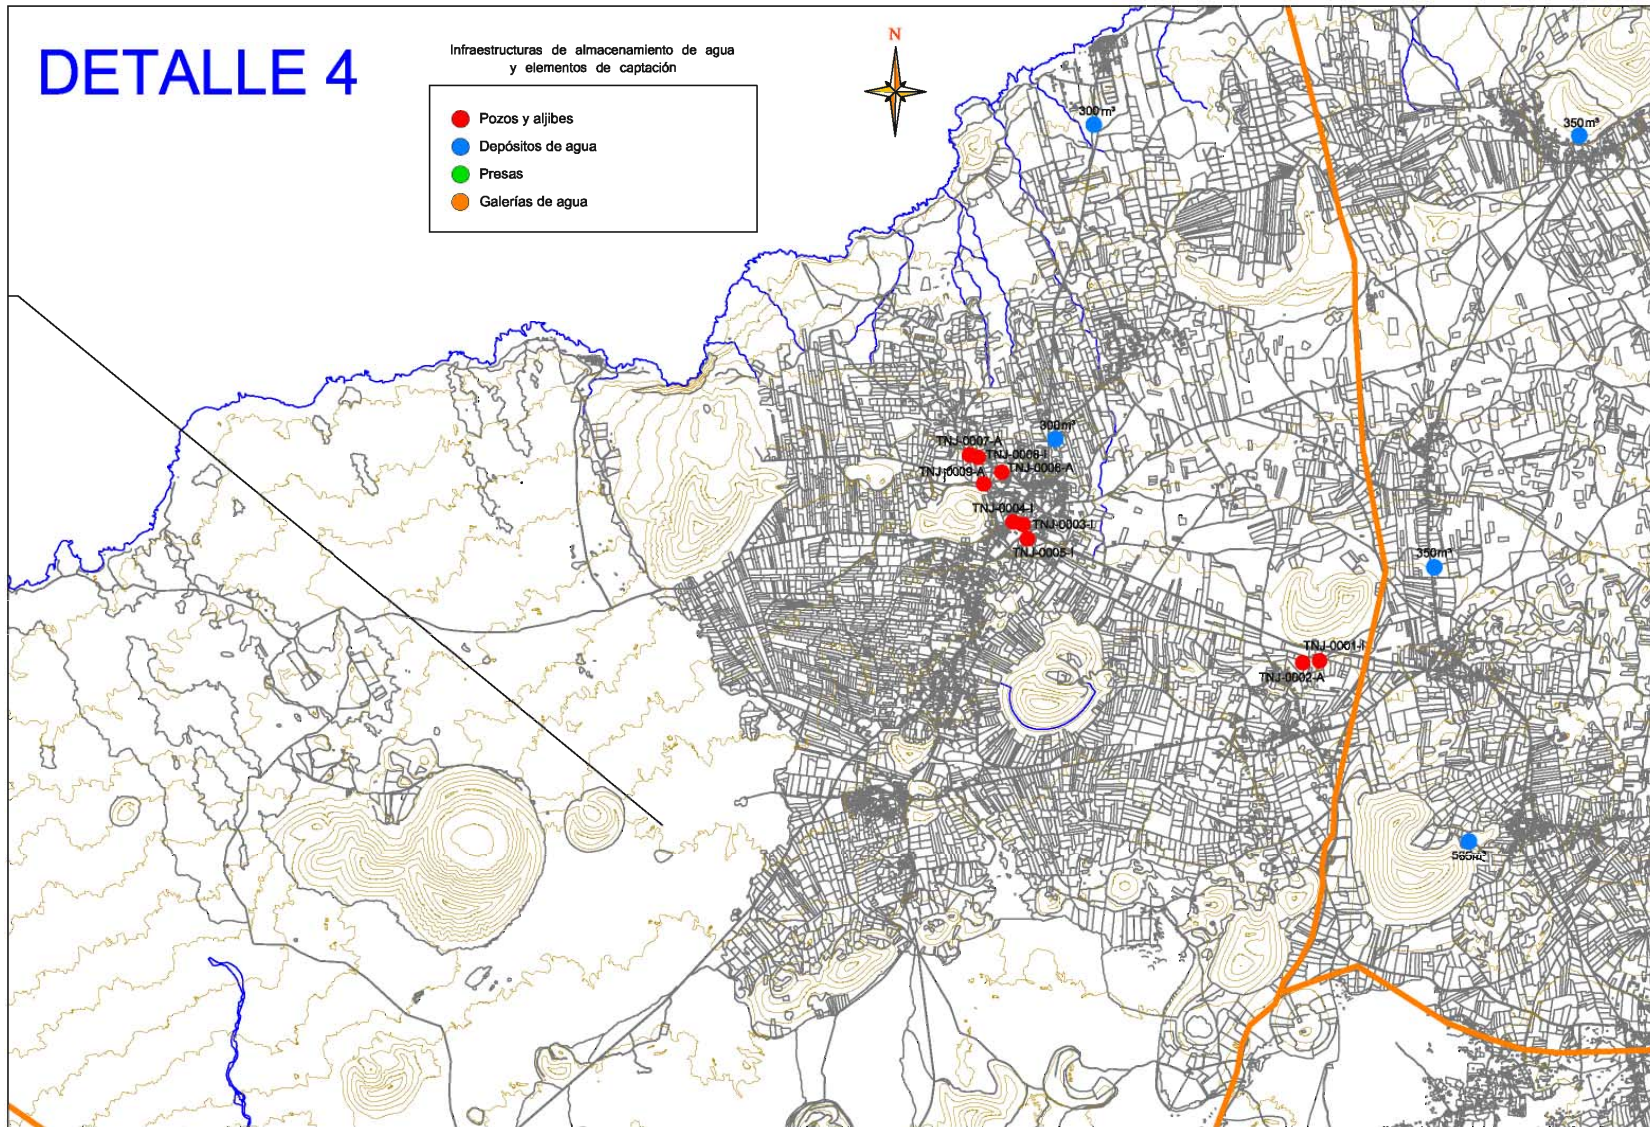 DETALLE 4
Infraestructuras de almacenamiento de agua
y elementos de captación
Pozos y aljibes
Depósitos de agua
Presas
Galerías de agua
N
300m³
350m³
300m³
TNJ-0007-A
TNJ-0008-I
TNJ-0009-A
TNJ-0006-A
TNJ-0004-I
TNJ-0003-I
TNJ-0005-I
350m³
TNJ-0001-I
TNJ-0002-A